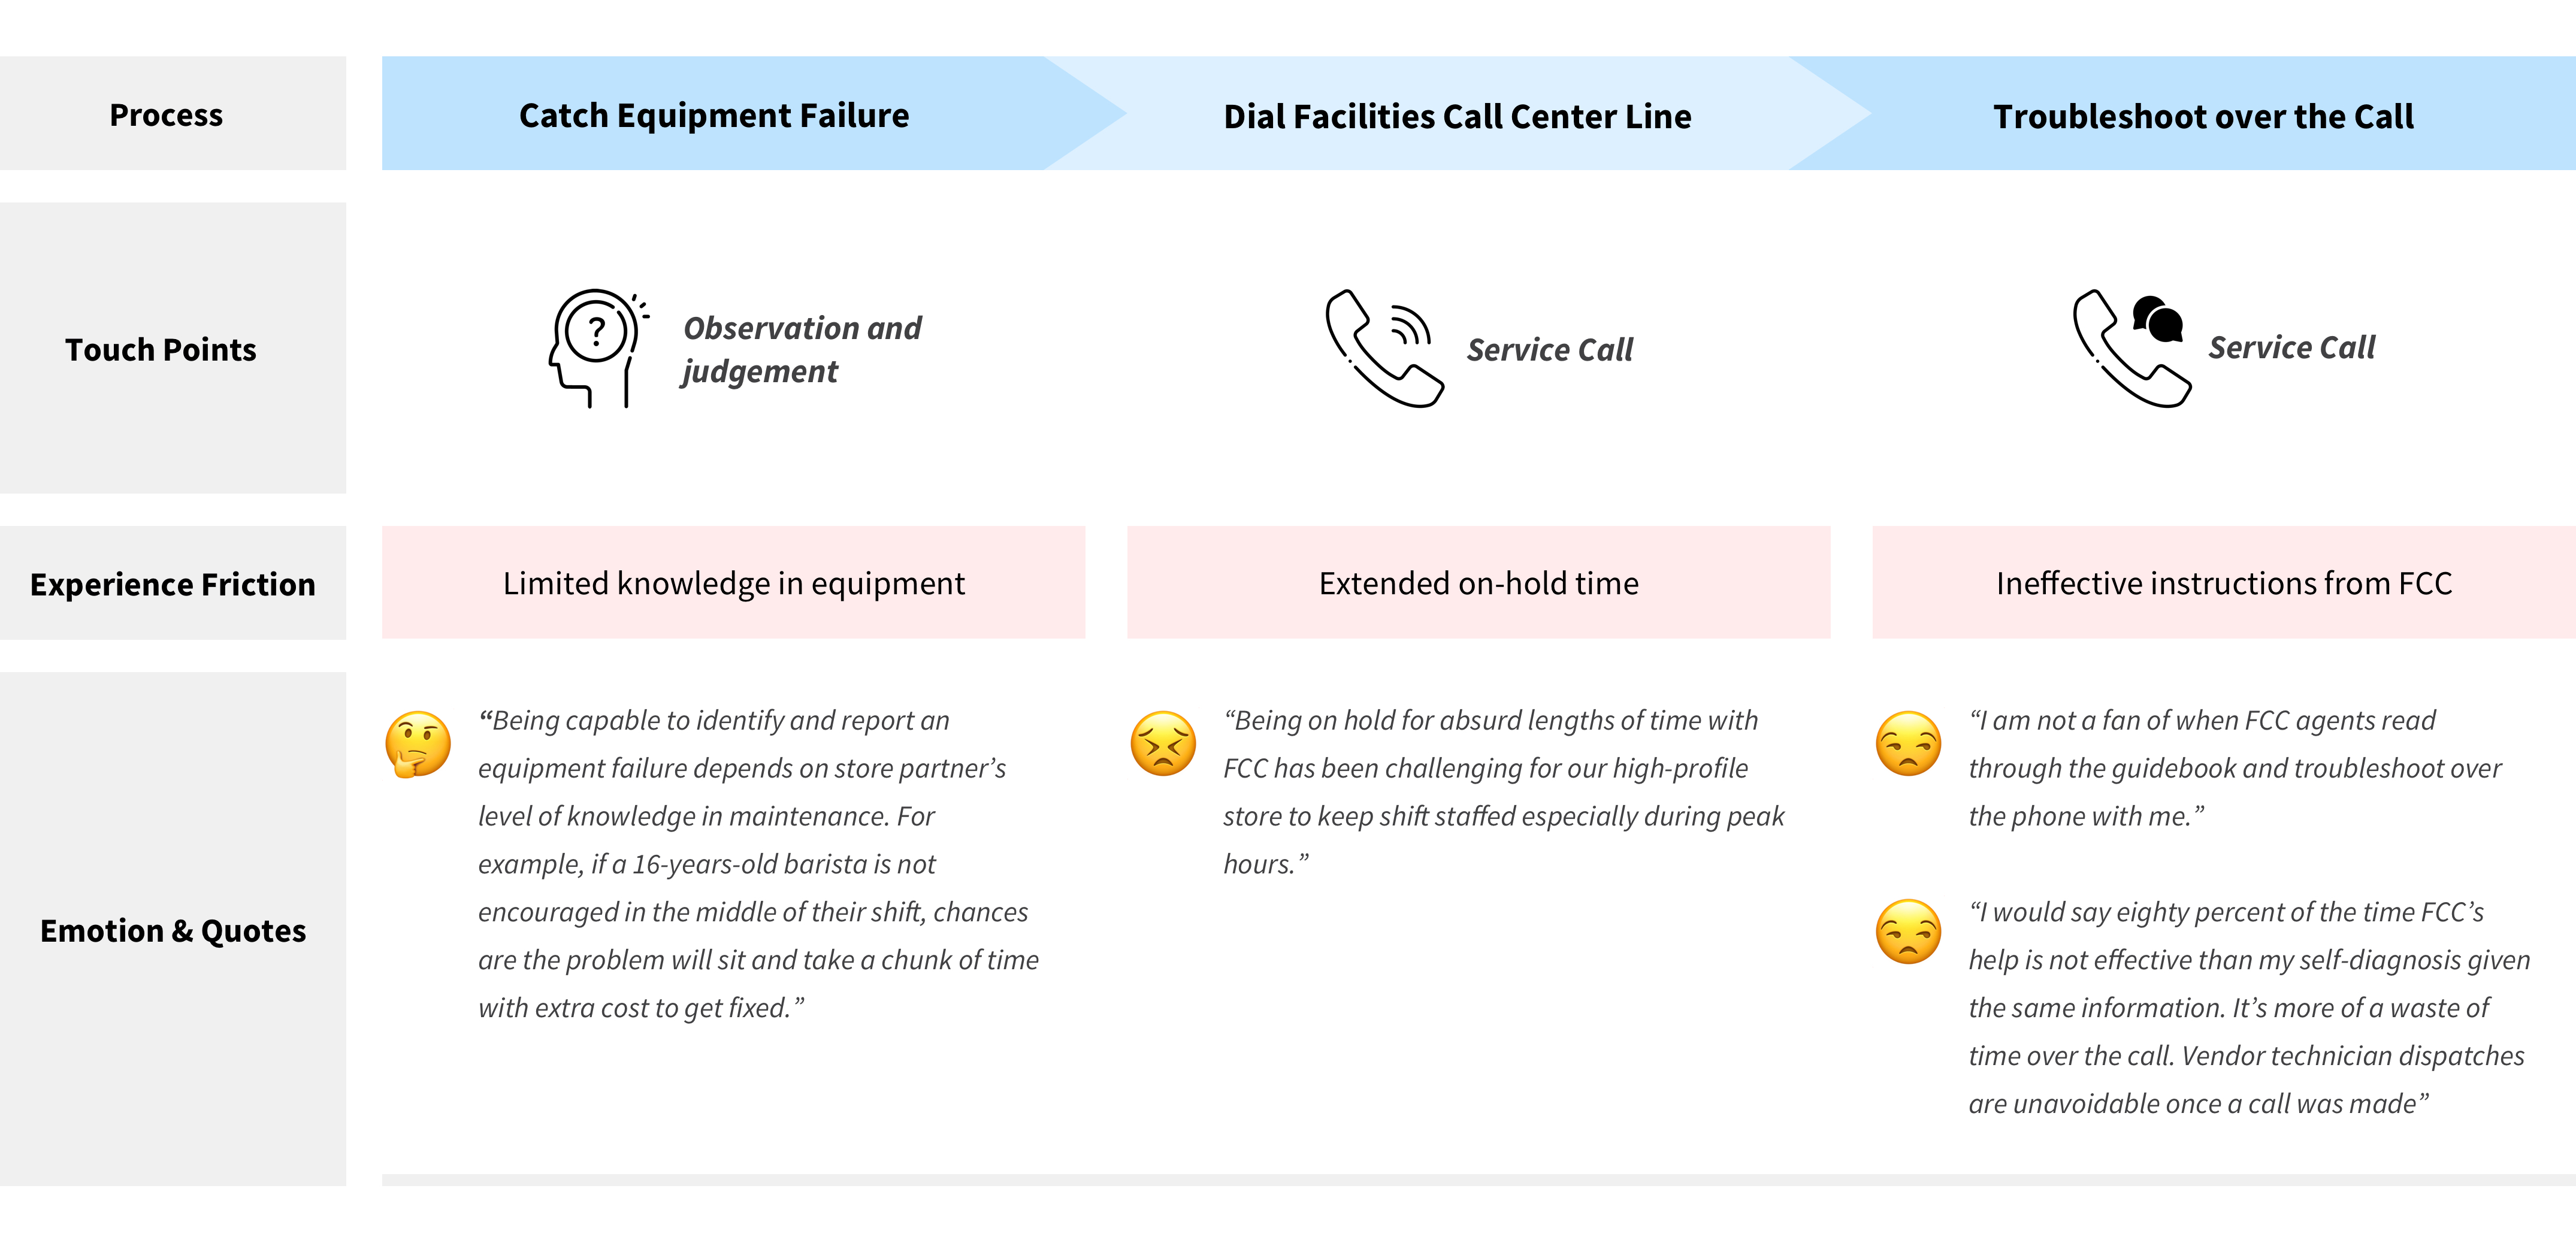 Process
Catch Equipment Failure
Dial Facilities Call Center Line
Troubleshoot over the Call
Touch Points
?
Observation and
judgement
Service Call
Service Call
Experience Friction
Limited knowledge in equipment
Extended on-hold time
Ineffective instructions from FCC
Emotion & Quotes
“Being capable to identify and report an
equipment failure depends on store partner’s
level of knowledge in maintenance. For
example, if a 16-years-old barista is not
encouraged in the middle of their shift, chances
are the problem will sit and take a chunk of time
with extra cost to get fixed.”
“Being on hold for absurd lengths of time with
FCC has been challenging for our high-profile
store to keep shift staffed especially during peak
hours.”
“I am not a fan of when FCC agents read
through the guidebook and troubleshoot over
the phone with me.”
“I would say eighty percent of the time FCC’s
help is not effective than my self-diagnosis given
the same information. It’s more of a waste of
time over the call. Vendor technician dispatches
are unavoidable once a call was made”